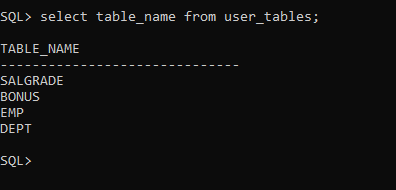 SQL> select table_name from user_tables;
TABLE_NAME
------------------------------
SALGRADE
BONUS
EMP
DEPT
SQL>